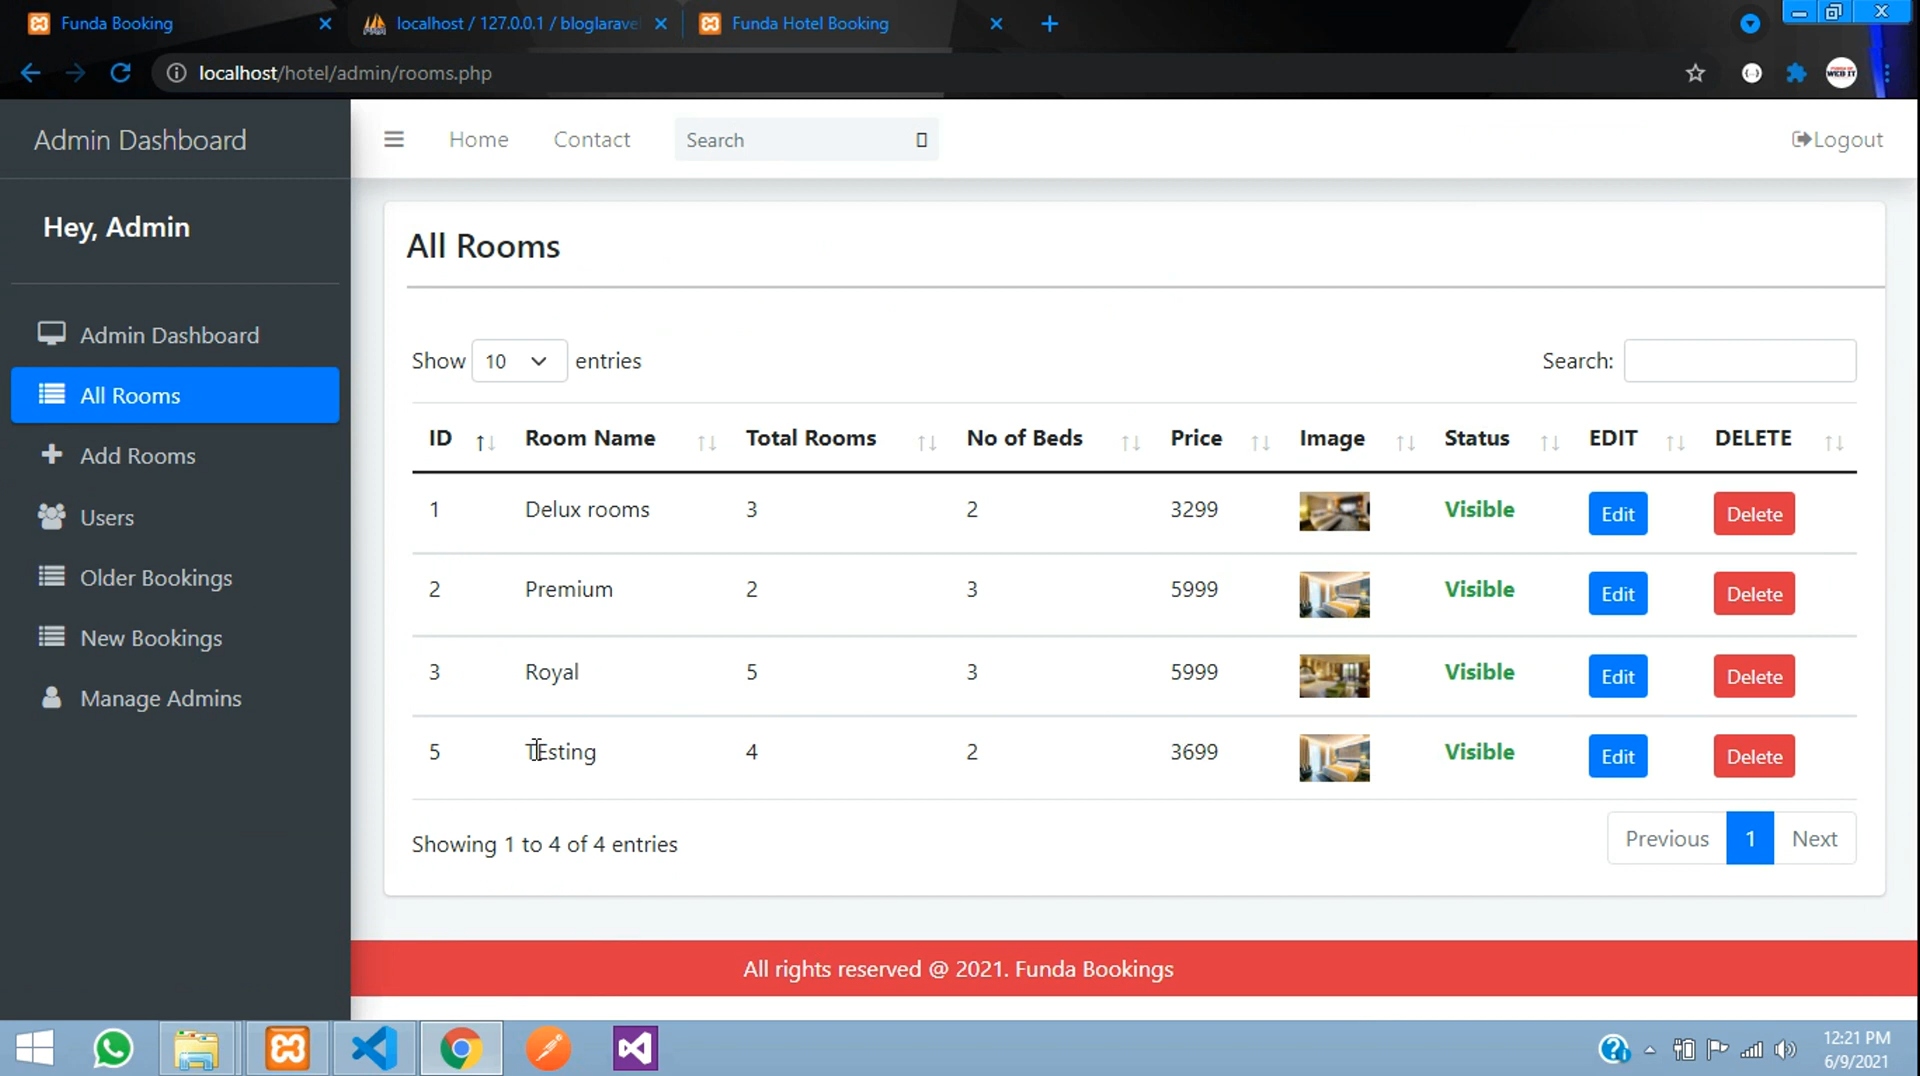 Funda Booking
localhost / 127.0.0.1 / bloglarave
Funda Hotel Booking
localhost/hotel/admin/rooms.php
Admin Dashboard
Home Contact Search Logout
Hey, Admin
Admin Dashboard
All Rooms
Add Rooms
Users
Older Bookings
New Bookings
Manage Admins
All Rooms
Show 10 entries Search:
ID Room Name Total Rooms No of Beds Price Image Status EDIT DELETE
1 Delux rooms 3 2 3299 Visible Edit Delete
2 Premium 2 3 5999 Visible Edit Delete
3 Royal 5 3 5999 Visible Edit Delete
5 TEsting 4 2 3699 Visible Edit Delete
Showing 1 to 4 of 4 entries Previous 1 Next
All rights reserved @ 2021. Funda Bookings
12:21 PM
6/9/2021